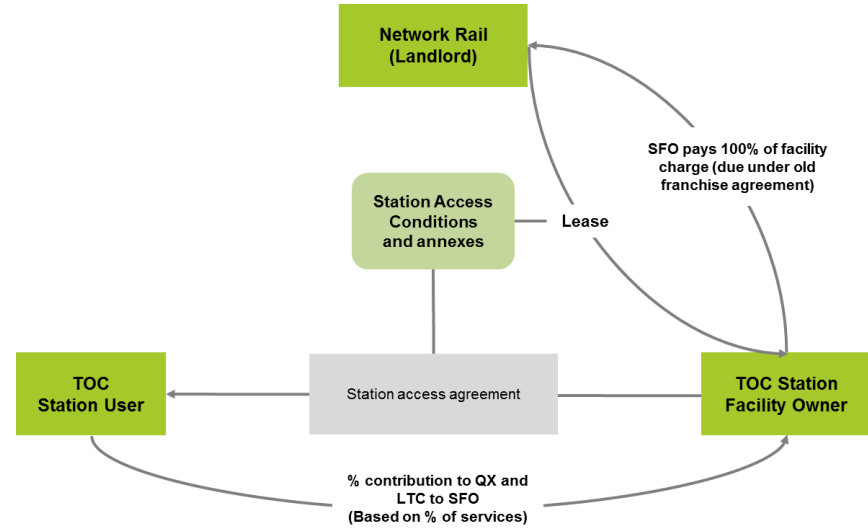 Network Rail
(Landlord)
SFO pays 100% of facility
charge (due under old
franchise agreement)
Station Access
Conditions
and annexes
Lease
TOC
Station User
Station access agreement
TOC Station
Facility Owner
% contribution to QX and
LTC to SFO
(Based on % of services)